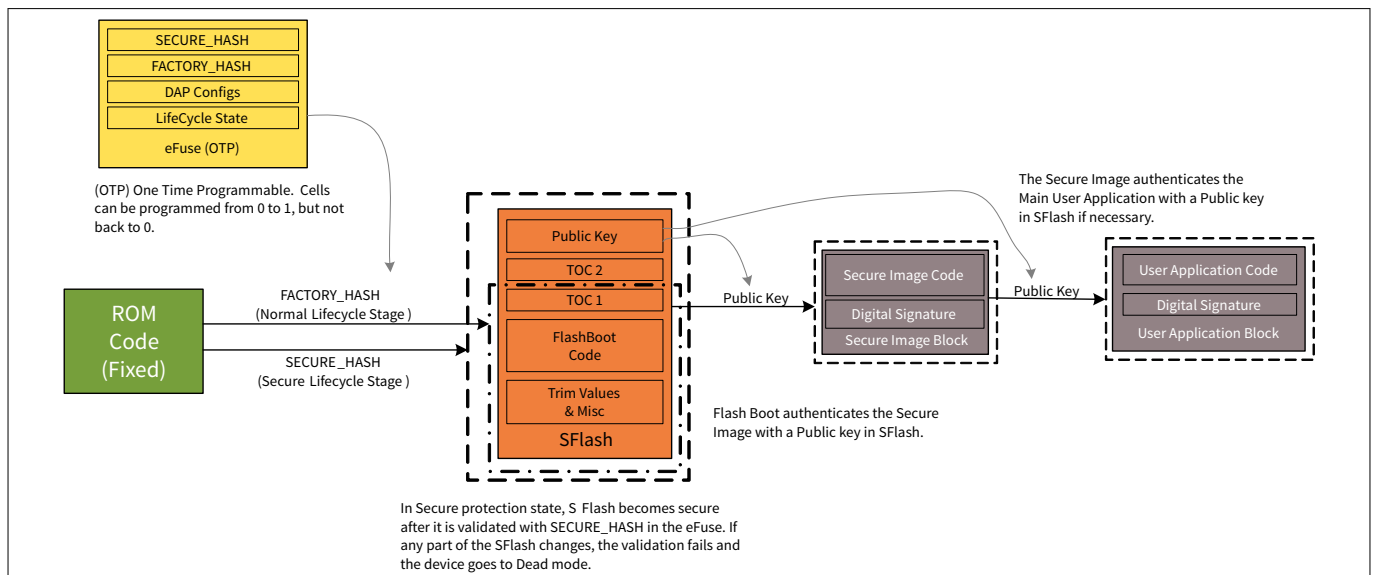 SECURE_HASH
FACTORY_HASH
DAP Configs
LifeCycle State
eFuse (OTP)
(OTP) One Time Programmable. Cells
can be programmed from 0 to 1, but not
back to 0.
ROM
Code
(Fixed)
FACTORY_HASH
(Normal Lifecycle Stage )
SECURE_HASH
(Secure Lifecycle Stage )
Public Key
TOC 2
TOC 1
FlashBoot
Code
Trim Values
& Misc
SFlash
In Secure protection state, S Flash becomes secure
after it is validated with SECURE_HASH in the eFuse. If
any part of the SFlash changes, the validation fails and
the device goes to Dead mode.
Public Key
Secure Image Code
Digital Signature
Secure Image Block
Flash Boot authenticates the Secure
Image with a Public key in SFlash.
Public Key
The Secure Image authenticates the
Main User Application with a Public key
in SFlash if necessary.
User Application Code
Digital Signature
User Application Block